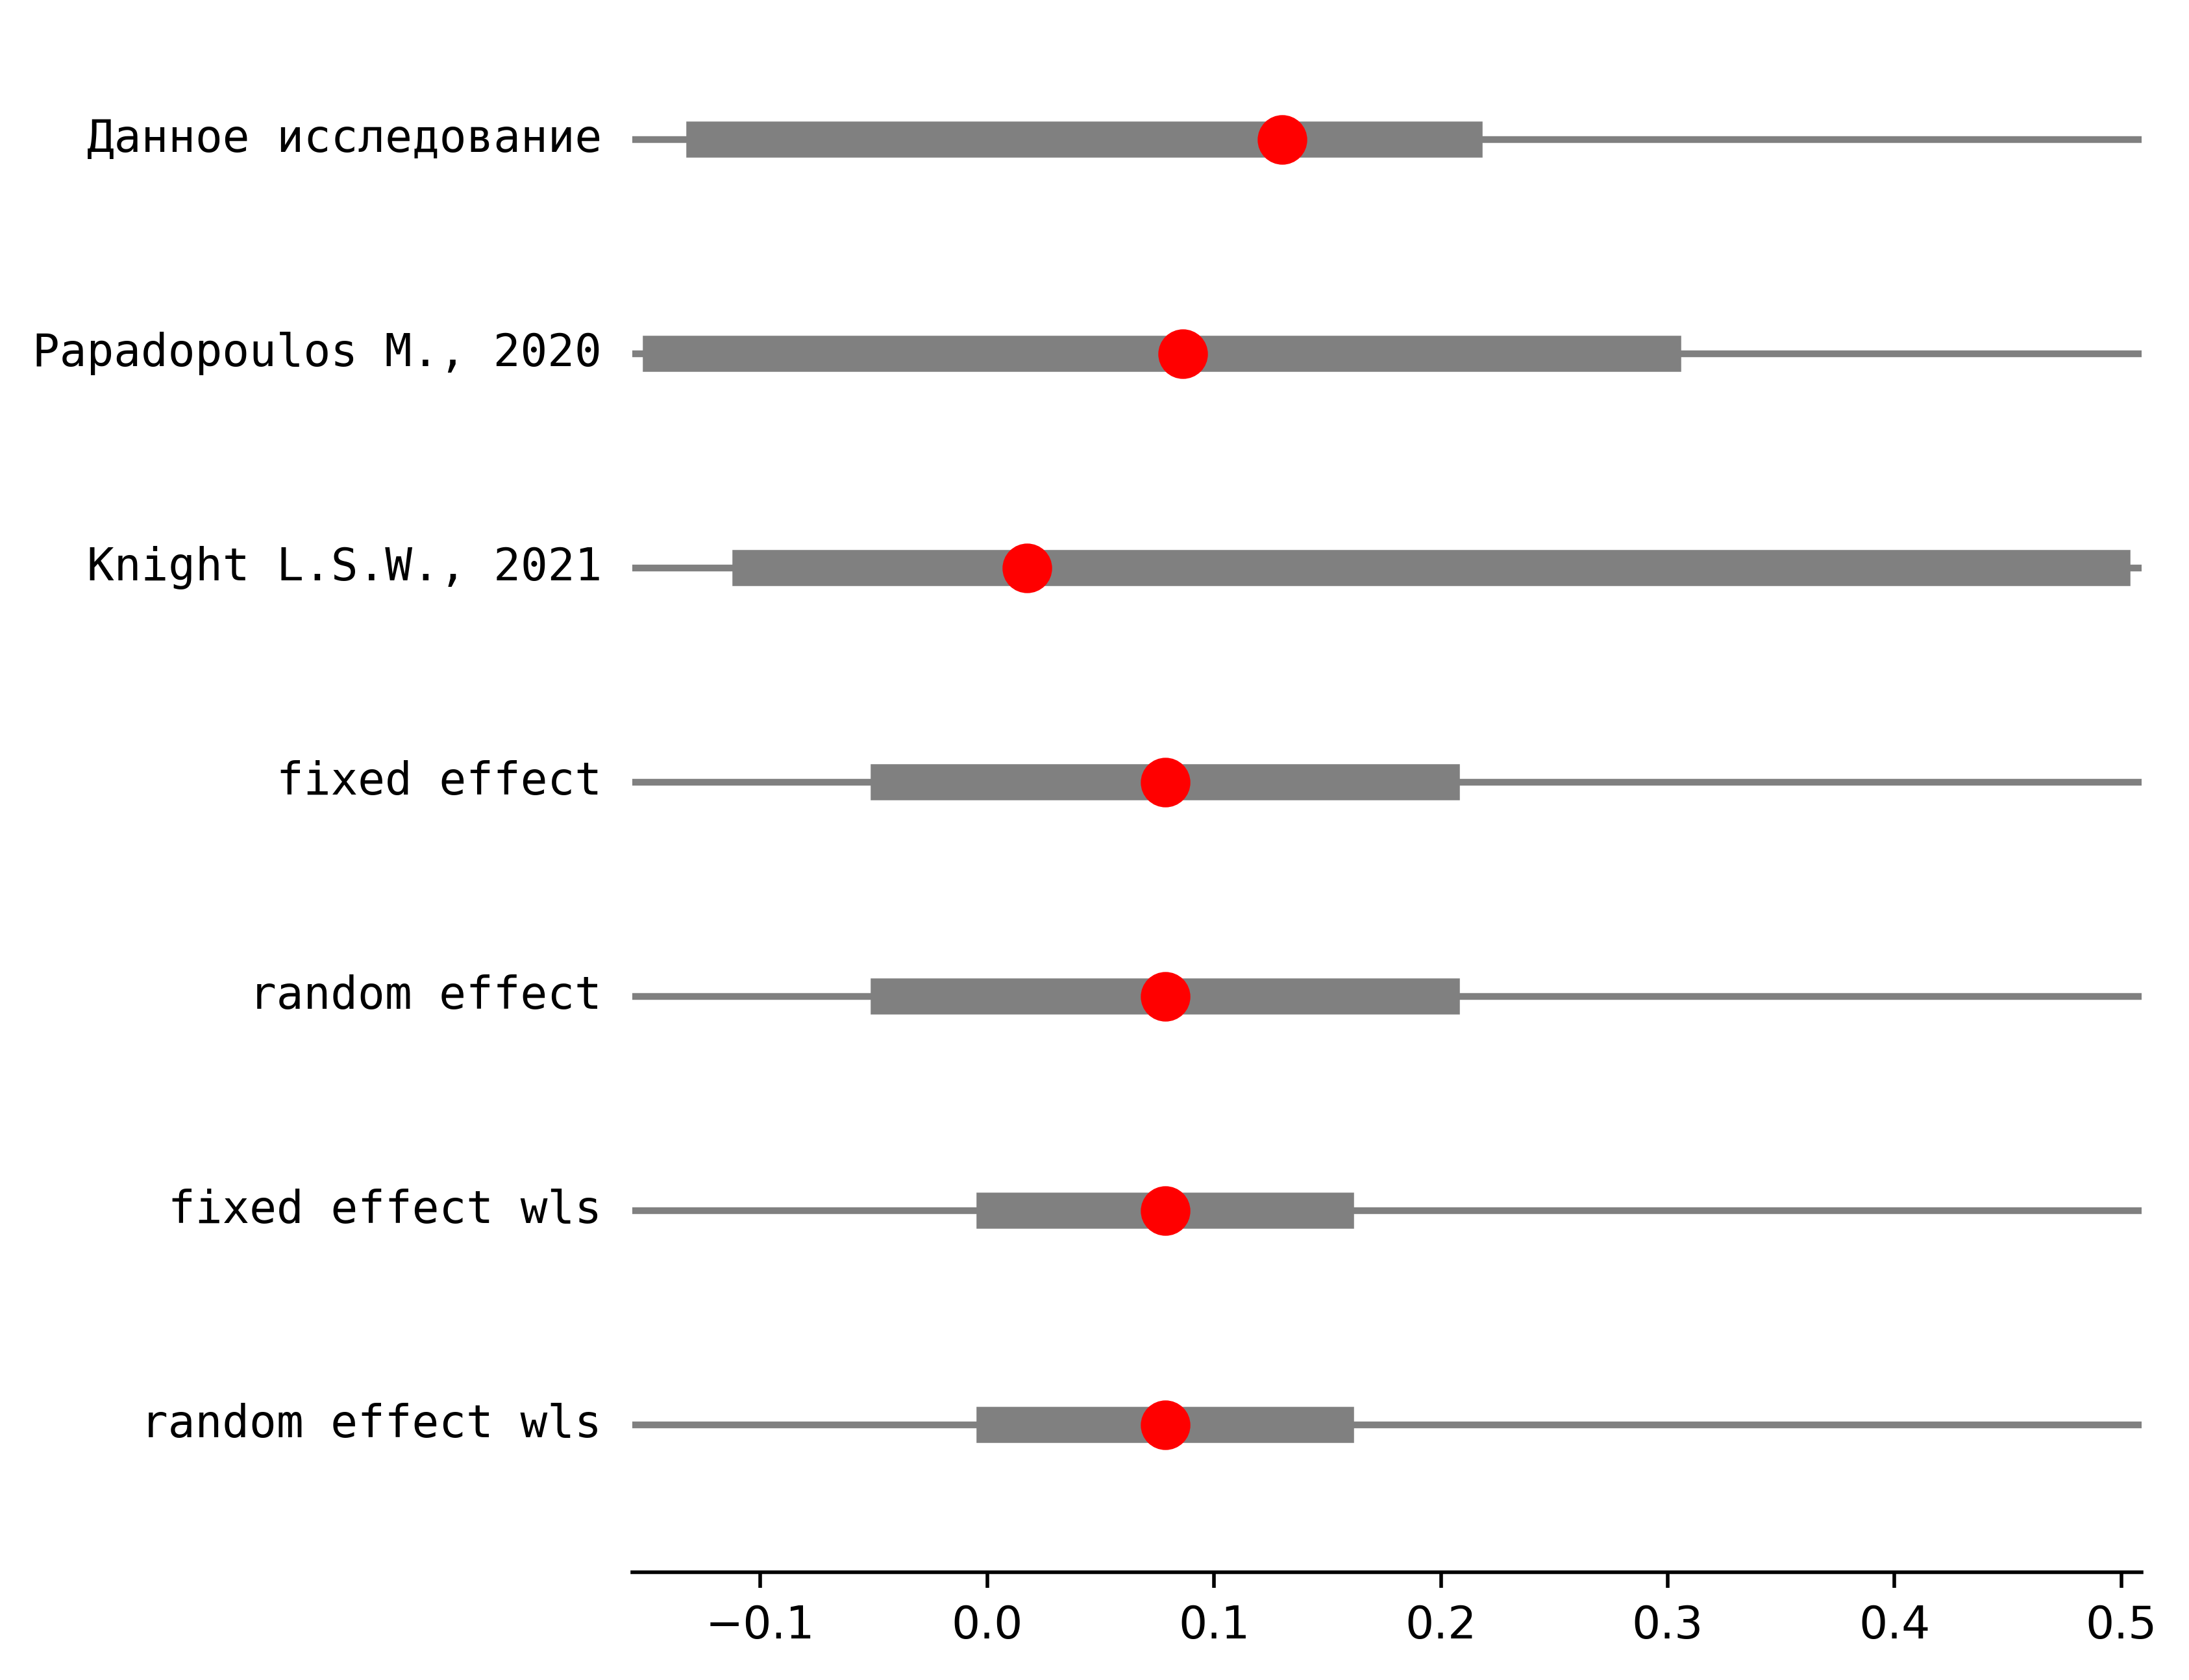 Данное исследование
Papadopoulos M., 2020
Knight L.S.W., 2021
fixed effect
random effect
fixed effect wls
random effect wls
−0.1 0.0 0.1 0.2 0.3 0.4 0.5